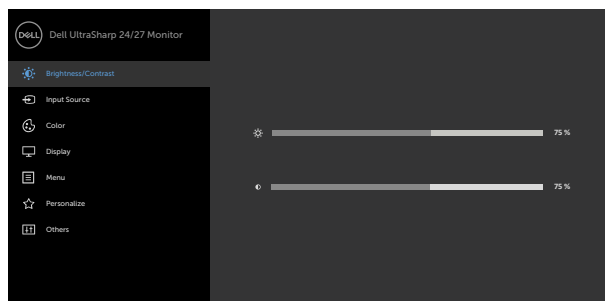 DELL
Dell UltraSharp 24/27 Monitor
Brightness/Contrast
Input Source
Color
Display
Menu
Personalize
Others
75 %
75 %